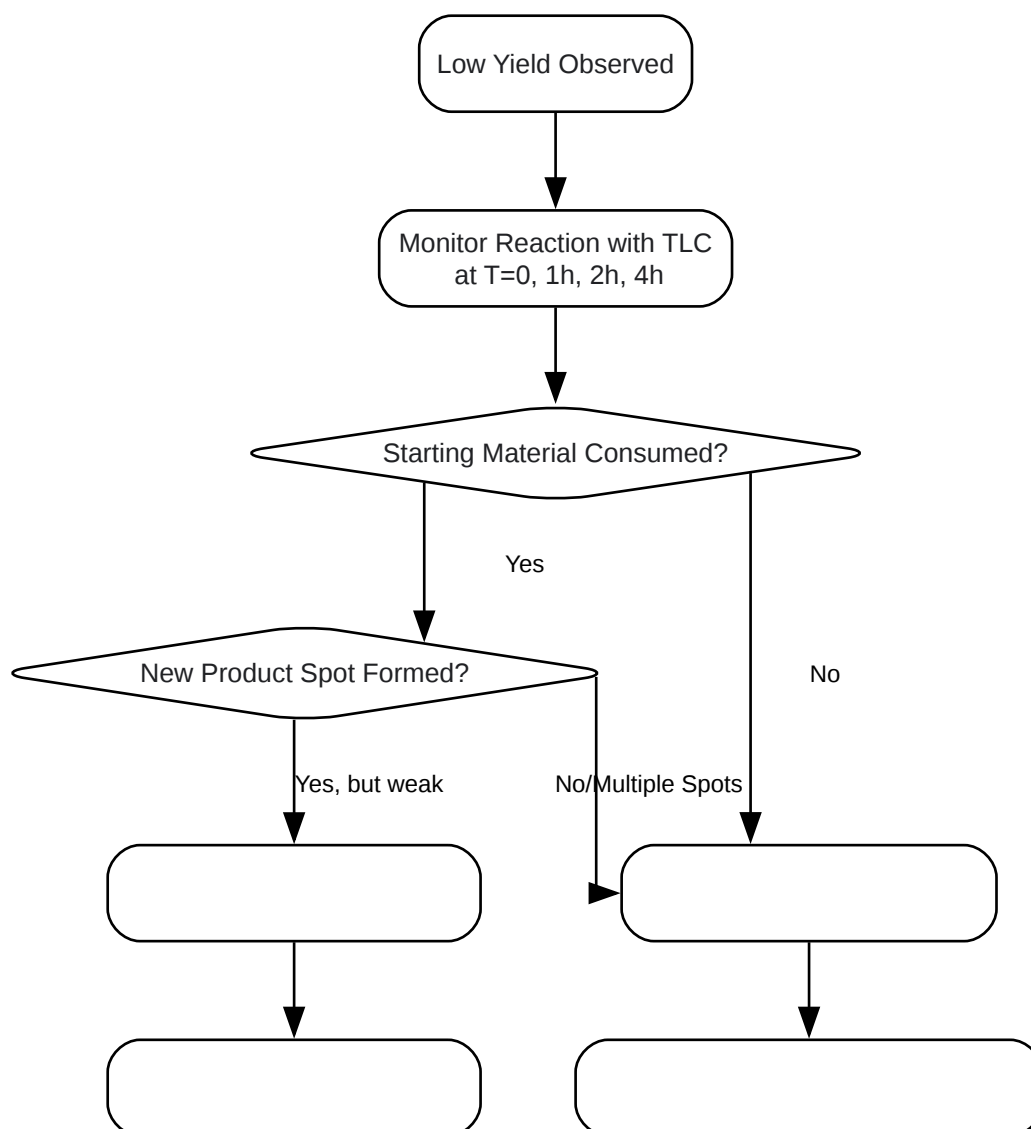 Low Yield Observed
Monitor Reaction with TLC
at T=0, 1h, 2h, 4h
Starting Material Consumed?
Yes
New Product Spot Formed?
No
Yes, but weak
No/Multiple Spots